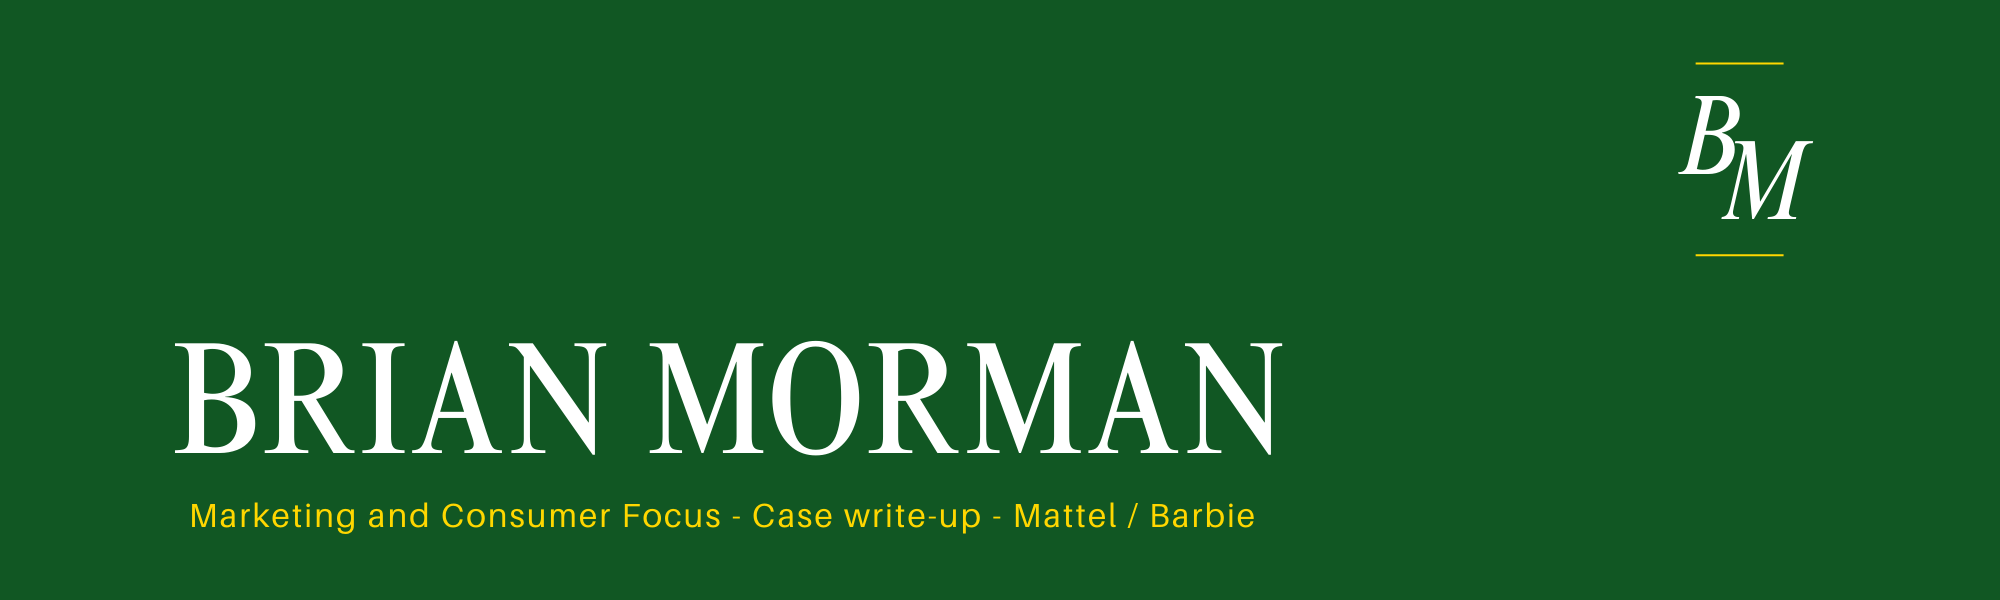 BM
BRIAN MORMAN
Marketing and Consumer Focus - Case write-up - Mattel / Barbie